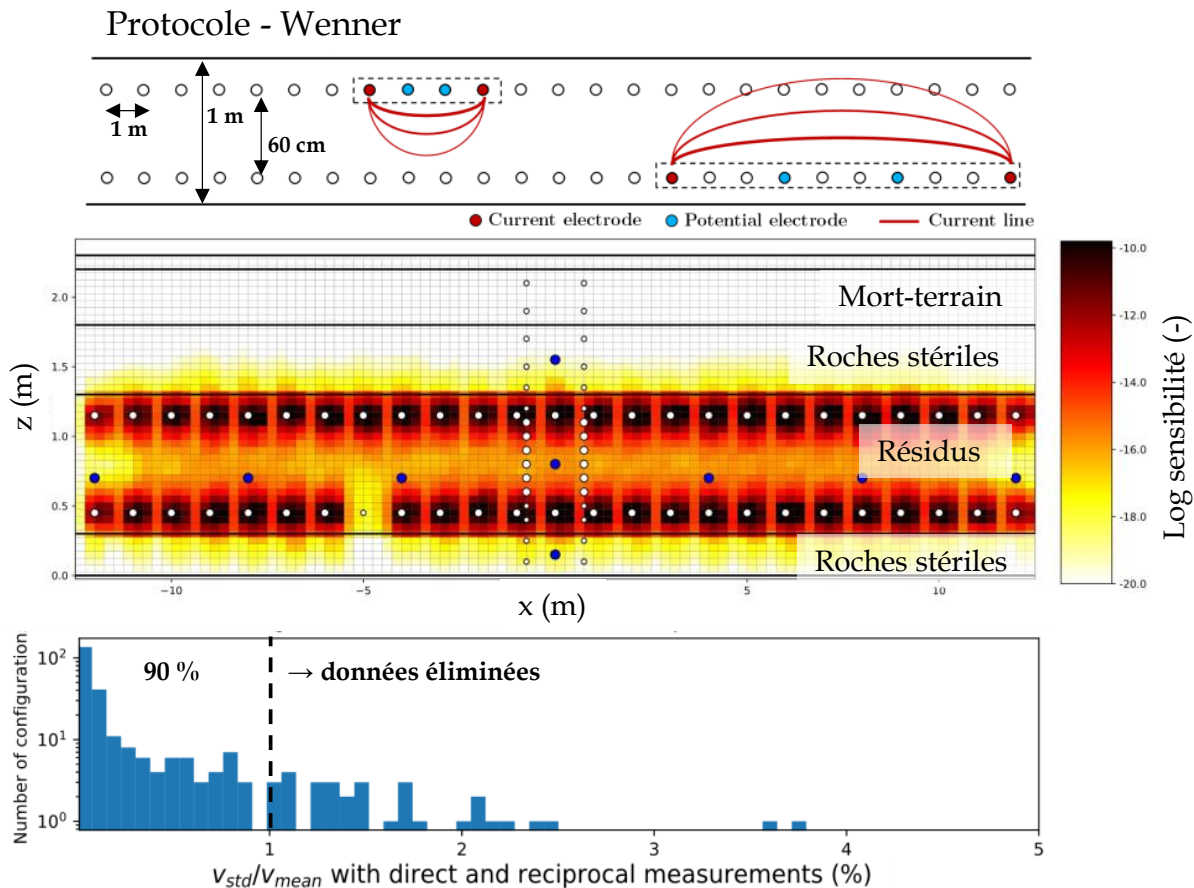 Protocole - Wenner
1 m
1 m
60 cm
Current electrode Potential electrode Current line
Mort-terrain
Roches stériles
Résidus
Roches stériles
2.0
1.5
1.0
0.5
0.0
z (m)
−10
−5
5
10
x (m)
-10.0
-12.0
-14.0
-16.0
-18.0
-20.0
Log sensibilité (-)
90 % → données éliminées
Number of configuration
10²
10¹
10⁰
1 2 3 4 5
v_std/v_mean with direct and reciprocal measurements (%)